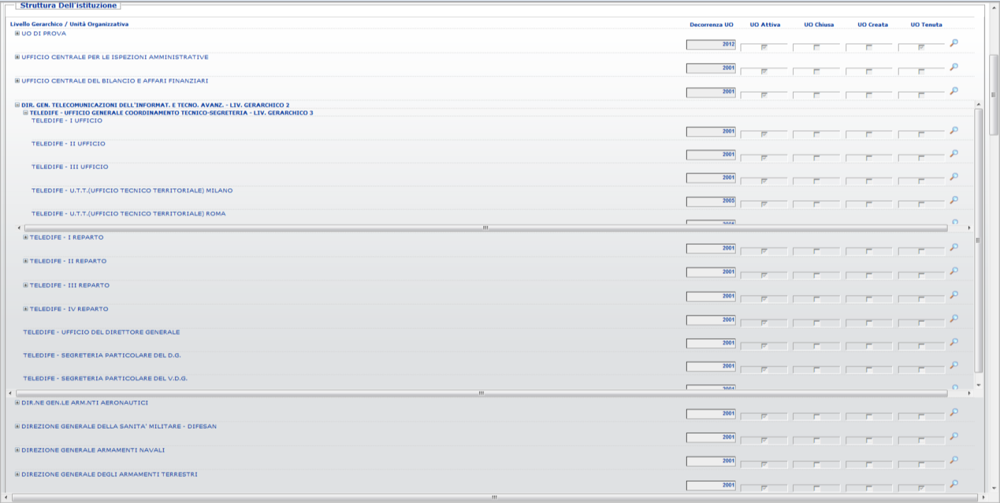 Struttura Dell'istituzione
Livello Gerarchico / Unità Organizzativa Decorrenza UO UO Attiva UO Chiusa UO Creata UO Tenuta
UO DI PROVA
2012
UFFICIO CENTRALE PER LE ISPEZIONI AMMINISTRATIVE
2001
UFFICIO CENTRALE DEL BILANCIO E AFFARI FINANZIARI
2001
DIR. GEN. TELECOMUNICAZIONI DELL'INFORMAT. E TECNO. AVANZ. - LIV. GERARCHICO 2
TELEDIFE - UFFICIO GENERALE COORDINAMENTO TECNICO-SEGRETERIA - LIV. GERARCHICO 3
TELEDIFE - I UFFICIO
2001
TELEDIFE - II UFFICIO
2001
TELEDIFE - III UFFICIO
2001
TELEDIFE - U.T.T.(UFFICIO TECNICO TERRITORIALE) MILANO
2005
TELEDIFE - U.T.T.(UFFICIO TECNICO TERRITORIALE) ROMA
TELEDIFE - I REPARTO
2001
TELEDIFE - II REPARTO
2001
TELEDIFE - III REPARTO
2001
TELEDIFE - IV REPARTO
2001
TELEDIFE - UFFICIO DEL DIRETTORE GENERALE
2001
TELEDIFE - SEGRETERIA PARTICOLARE DEL D.G.
2001
TELEDIFE - SEGRETERIA PARTICOLARE DEL V.D.G.
2001
DIR.NE GEN.LE ARM.NTI AERONAUTICI
2001
DIREZIONE GENERALE DELLA SANITA' MILITARE - DIFESAN
2001
DIREZIONE GENERALE ARMAMENTI NAVALI
2001
DIREZIONE GENERALE DEGLI ARMAMENTI TERRESTRI
2001